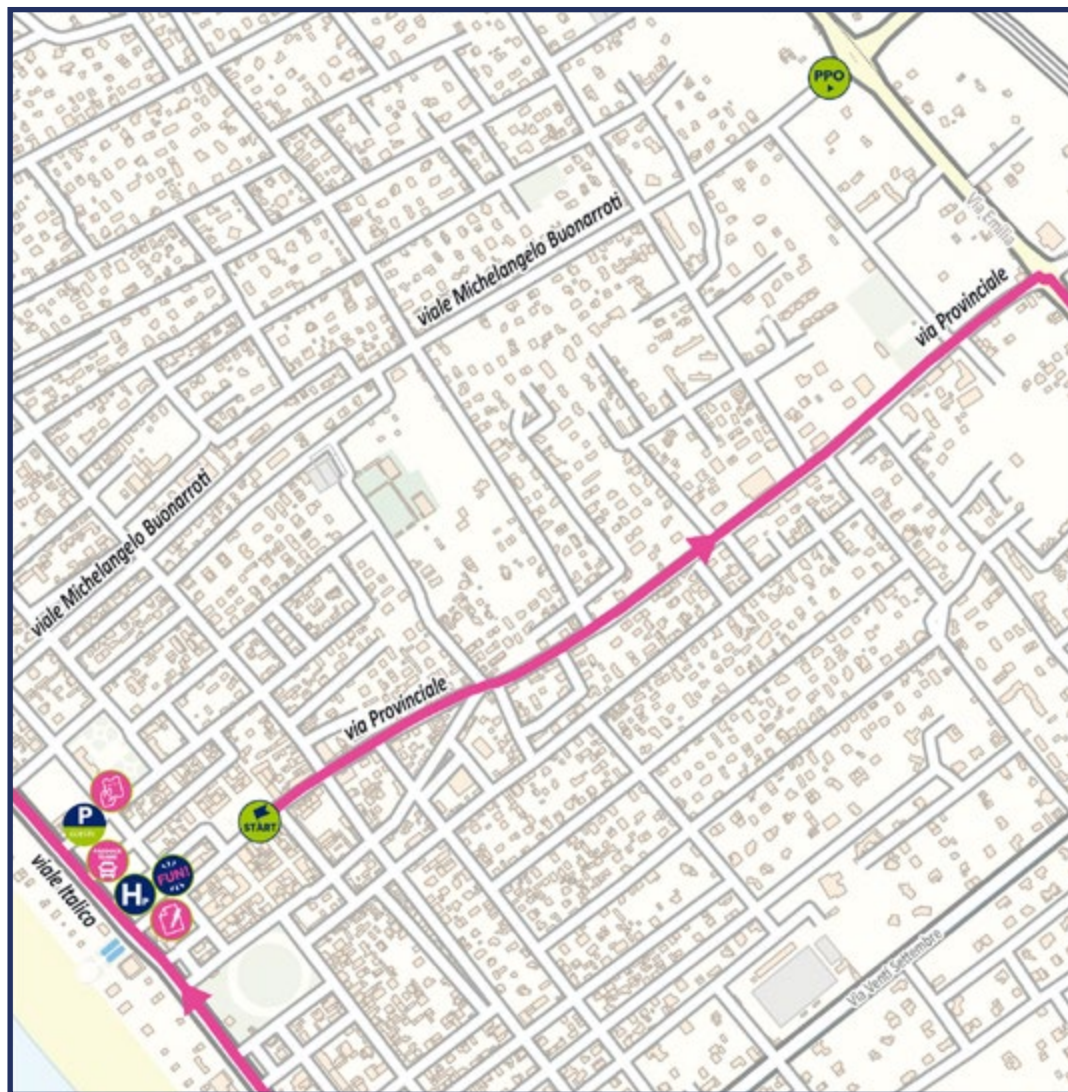 PPO
Via Emilia
viale Michelangelo Buonarroti
via Provinciale
viale Michelangelo Buonarroti
via Provinciale
START
P
FUN!
H
viale Italico
Via Venti Settembre